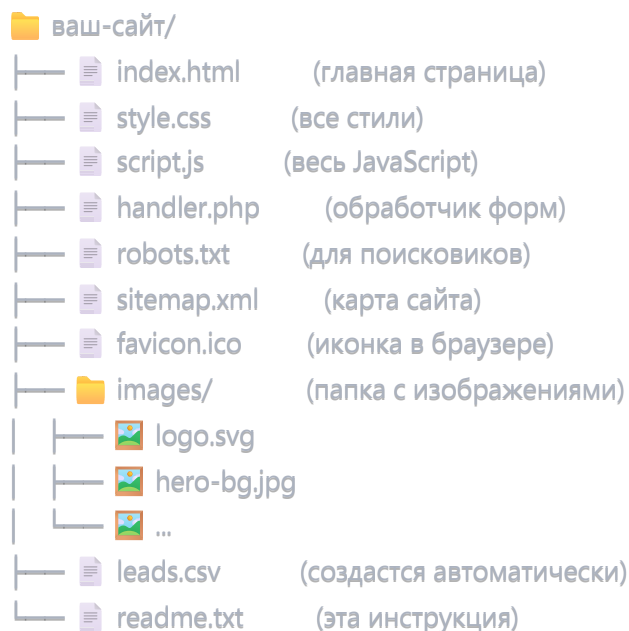 ваш-сайт/
index.html (главная страница)
style.css (все стили)
script.js (весь JavaScript)
handler.php (обработчик форм)
robots.txt (для поисковиков)
sitemap.xml (карта сайта)
favicon.ico (иконка в браузере)
images/ (папка с изображениями)
logo.svg
hero-bg.jpg
...
leads.csv (создастся автоматически)
readme.txt (эта инструкция)